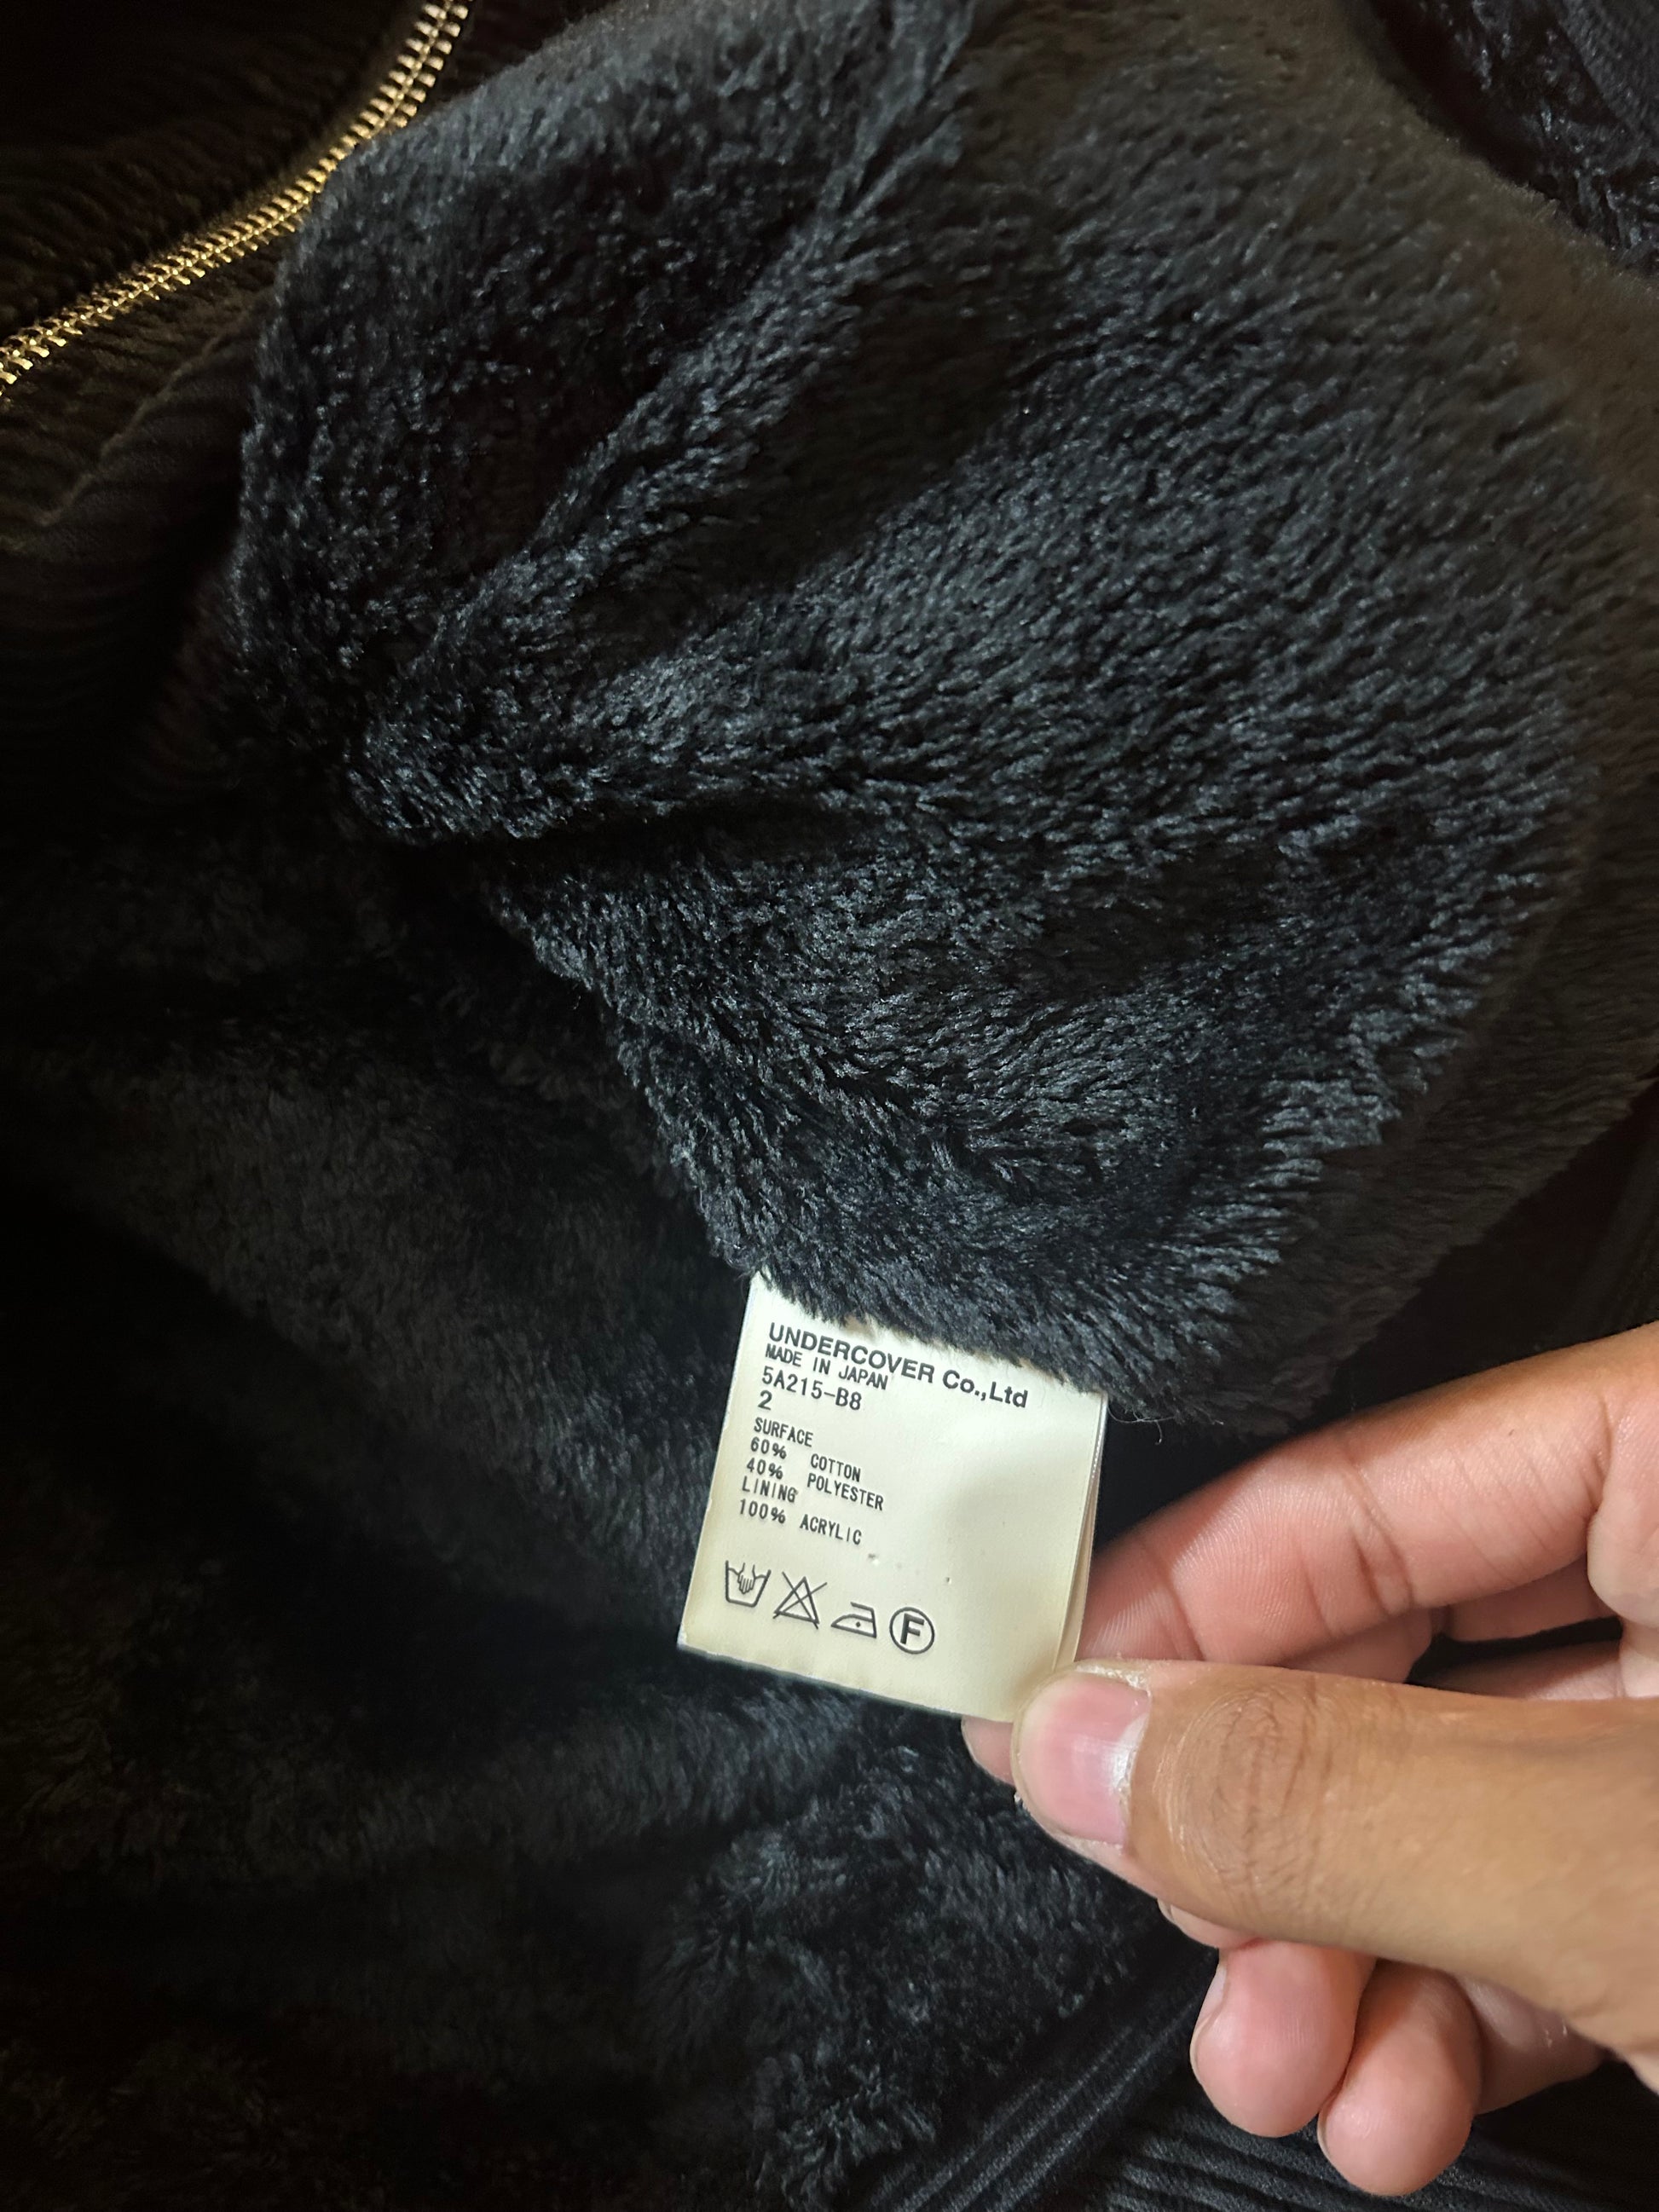 UNDERCOVER Co.,Ltd
MADE IN JAPAN
5A215-B8
2
SURFACE
60% COTTON
40% POLYESTER
LINING
100% ACRYLIC
F